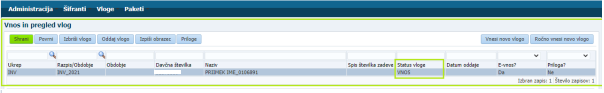 Administracija Šifranti Vloge Paketi
Vnos in pregled vlog
Shrani Povrni Izbriši vlogo Oddaj vlogo Izpiši obrazec Priloge Vnesi novo vlogo Ročno vnesi novo vlogo
Ukrep Razpis/Obdobje Obdobje Davčna številka Naziv Spis številka zadeve Status vloge Datum oddaje E-vnos? Priloga?
INV INV_2021 PRIIMEK IME_0106891 VNOS Da Ne
Izbran zapis: 1 Število zapisov: 1